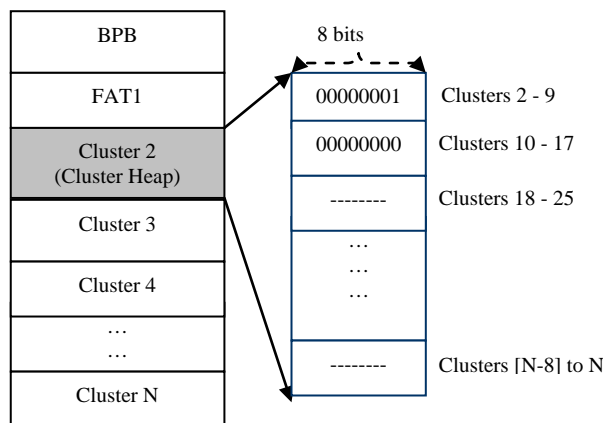 BPB
FAT1
Cluster 2
(Cluster Heap)
Cluster 3
Cluster 4
…
…
Cluster N
8 bits
00000001
Clusters 2 - 9
00000000
Clusters 10 - 17
--------
Clusters 18 - 25
…
…
…
--------
Clusters [N-8] to N